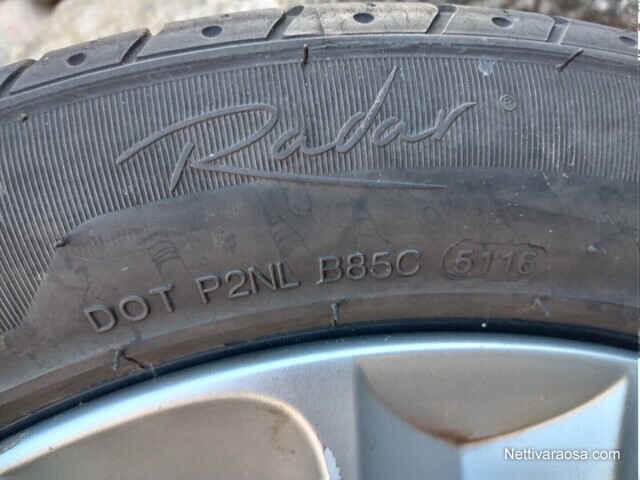 Radar ®
DOT P2NL B85C 5116
Nettivaraosa.com